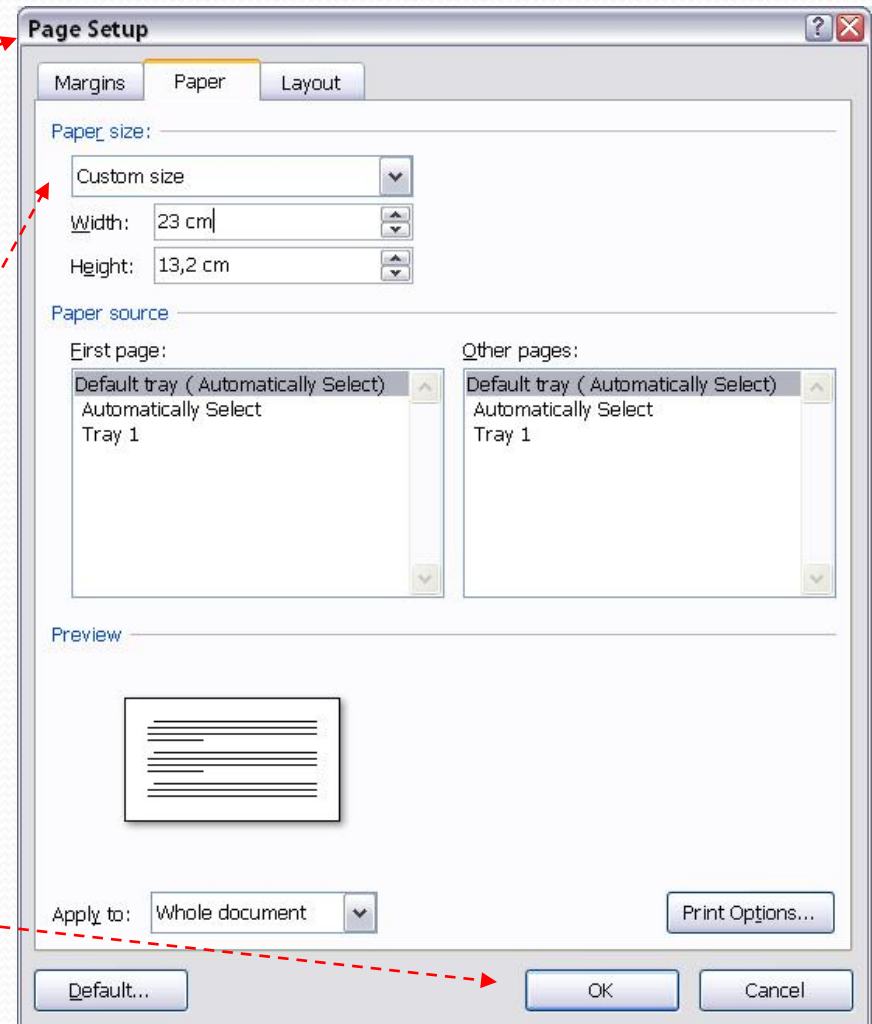 Page Setup
Margins Paper Layout
Paper size:
Custom size
Width: 23 cm
Height: 13,2 cm
Paper source
First page: Other pages:
Default tray ( Automatically Select) Default tray ( Automatically Select)
Automatically Select Automatically Select
Tray 1 Tray 1
Preview
Apply to: Whole document Print Options...
Default... OK Cancel